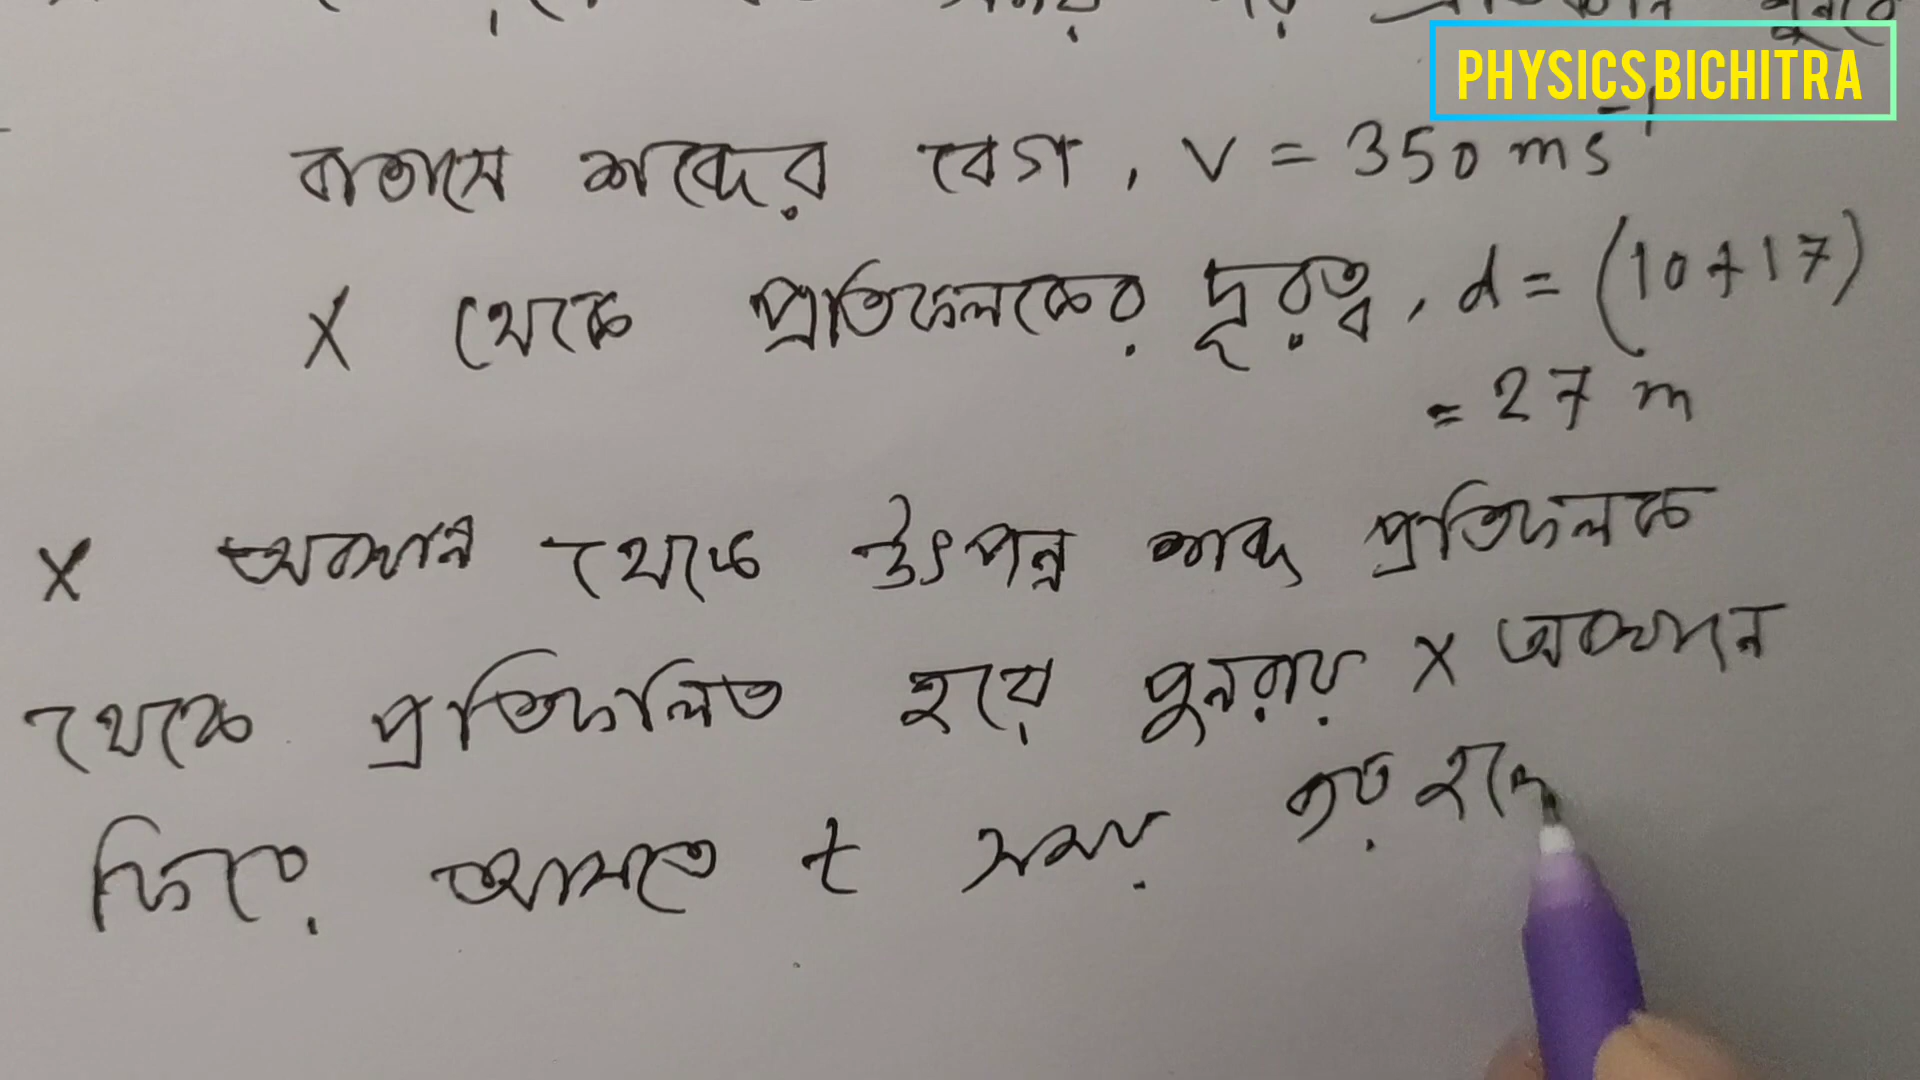 PHYSICS BICHITRA
বাতাসে শব্দের বেগ, v = 350 ms⁻¹
X থেকে প্রতিফলকের দূরত্ব, d = (10+17)
= 27 m
X অবস্থান থেকে উৎপন্ন শব্দ প্রতিফলক
থেকে প্রতিফলিত হয়ে পুনরায় X অবস্থানে
ফিরে আসতে t সময়